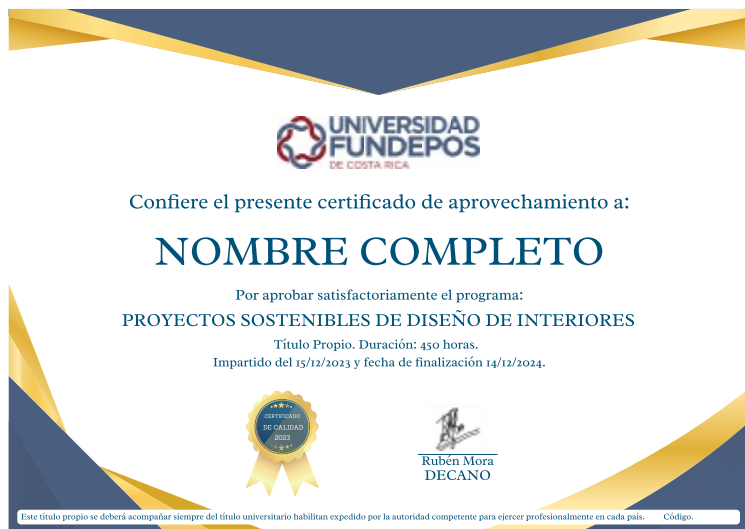 UNIVERSIDAD
FUNDEPOS
DE COSTA RICA
Confiere el presente certificado de aprovechamiento a:
NOMBRE COMPLETO
Por aprobar satisfactoriamente el programa:
PROYECTOS SOSTENIBLES DE DISEÑO DE INTERIORES
Título Propio. Duración: 450 horas.
Impartido del 15/12/2023 y fecha de finalización 14/12/2024.
CERTIFICADO
DE CALIDAD
2023
Rubén Mora
DECANO
Este título propio se deberá acompañar siempre del título universitario habilitan expedido por la autoridad competente para ejercer profesionalmente en cada país. Código.